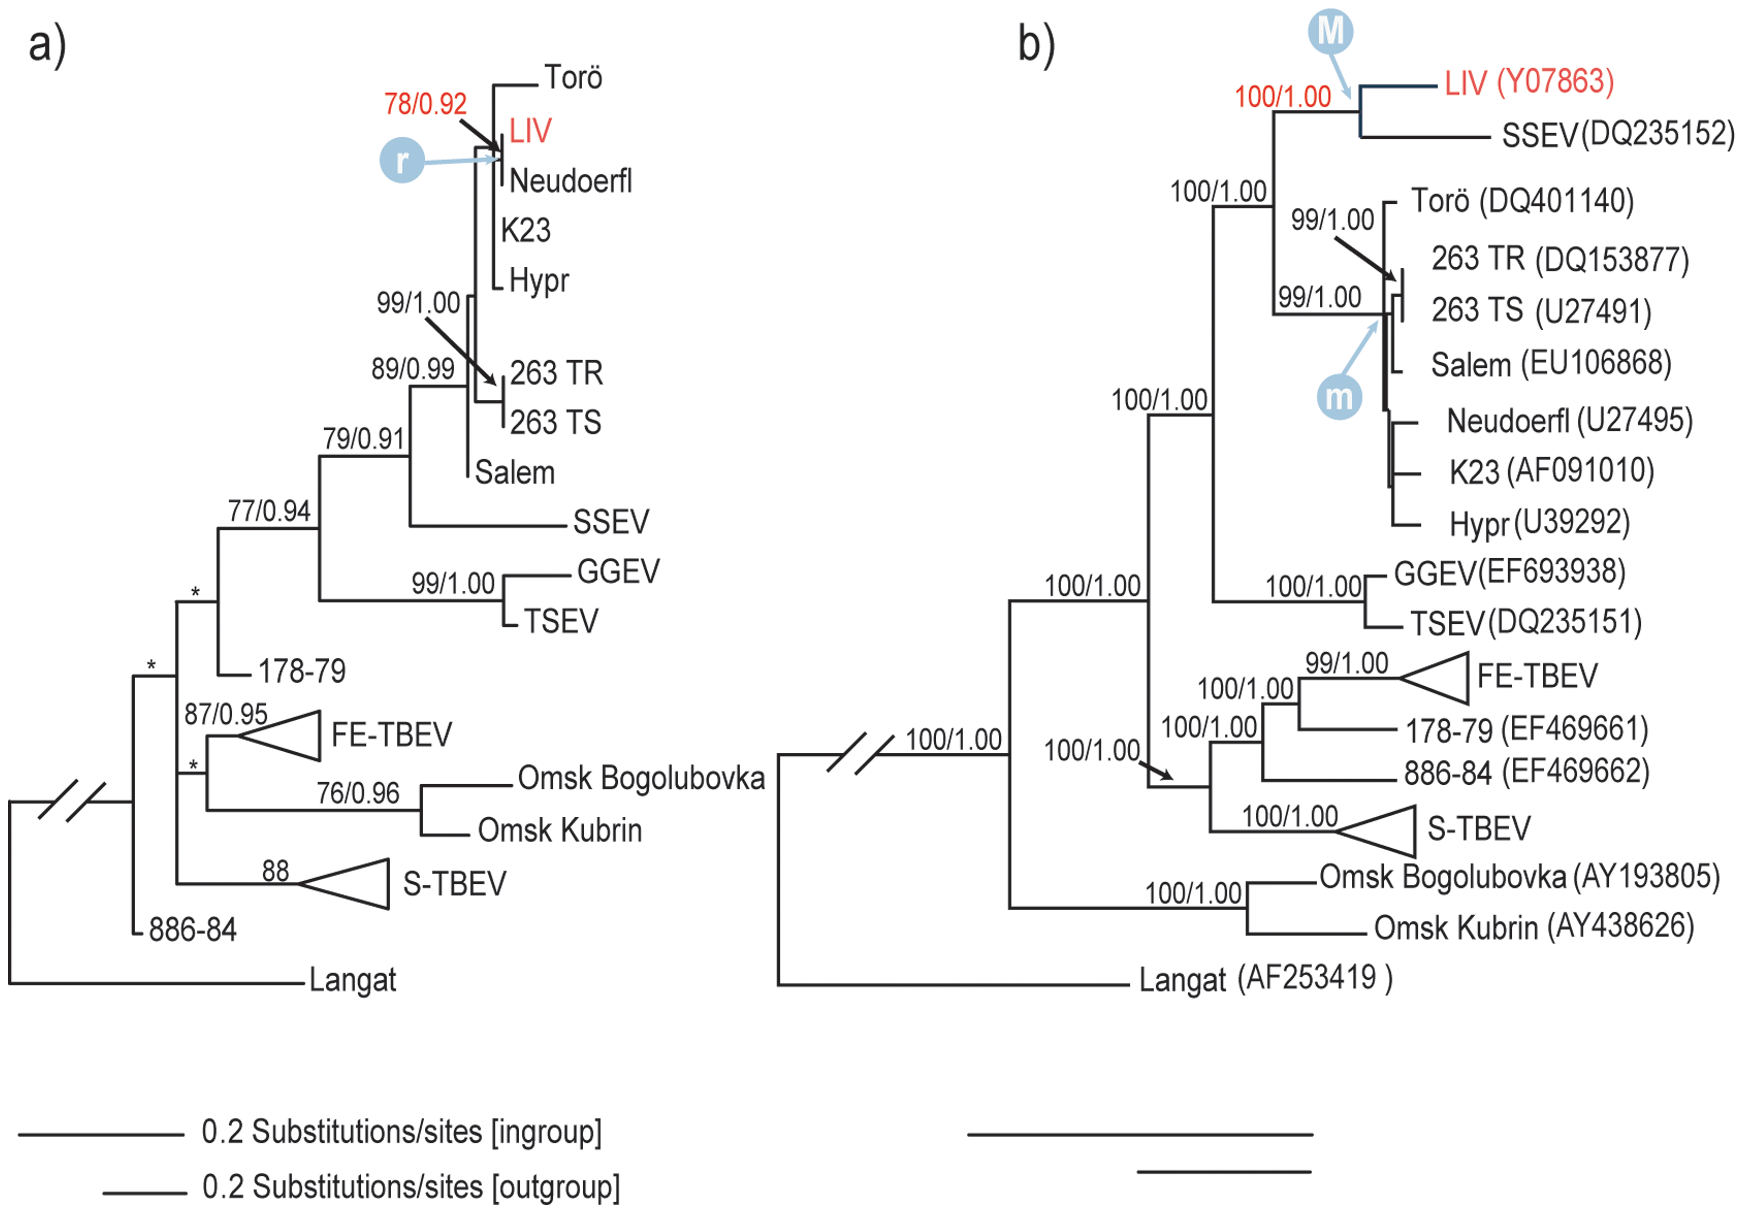 a)
Torö
78/0.92
LIV
r
Neudoerfl
K23
Hypr
99/1.00
89/0.99
263 TR
263 TS
79/0.91
Salem
77/0.94
SSEV
GGEV
99/1.00
TSEV
*
*
178-79
87/0.95
FE-TBEV
*
Omsk Bogolubovka
76/0.96
Omsk Kubrin
88
S-TBEV
886-84
Langat
0.2 Substitutions/sites [ingroup]
0.2 Substitutions/sites [outgroup]
b)
M
100/1.00
LIV (Y07863)
SSEV (DQ235152)
100/1.00
Torö (DQ401140)
99/1.00
263 TR (DQ153877)
99/1.00
263 TS (U27491)
Salem (EU106868)
m
100/1.00
Neudoerfl (U27495)
K23 (AF091010)
Hypr (U39292)
100/1.00
100/1.00
GGEV (EF693938)
TSEV (DQ235151)
99/1.00
FE-TBEV
100/1.00
100/1.00
178-79 (EF469661)
100/1.00
100/1.00
886-84 (EF469662)
100/1.00
S-TBEV
100/1.00
Omsk Bogolubovka (AY193805)
Omsk Kubrin (AY438626)
Langat (AF253419 )